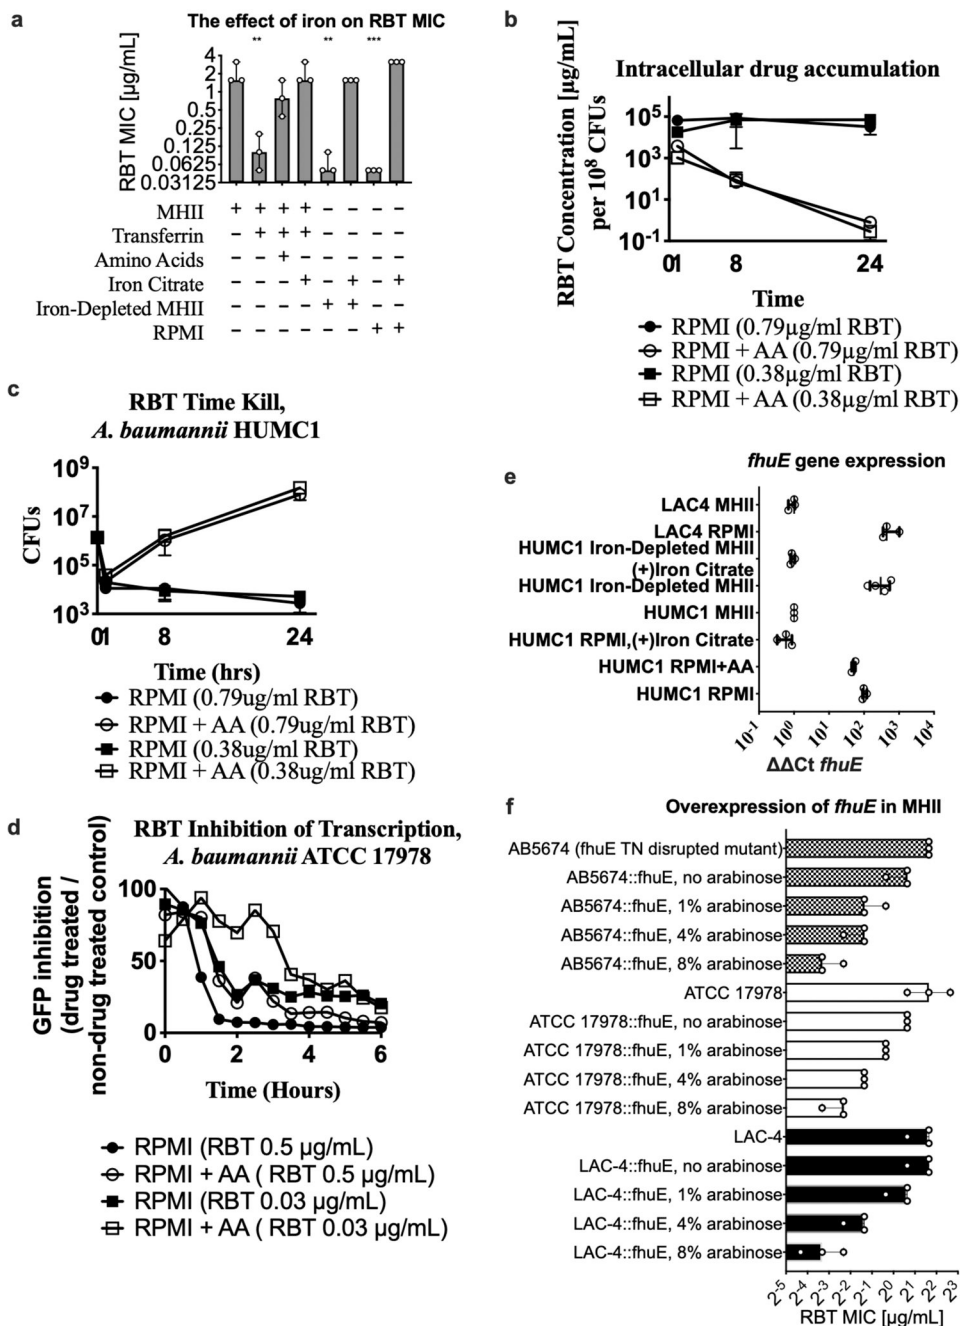 a
The effect of iron on RBT MIC
** ** ***
RBT MIC [µg/mL]
4
2
1
0.5
0.25
0.125
0.0625
0.03125
MHII + + + + − − − −
Transferrin − + + + − − − −
Amino Acids − − + − − − − −
Iron Citrate − − − + − + − +
Iron-Depleted MHII − − − − + + − −
RPMI − − − − − − + +
b
Intracellular drug accumulation
RBT Concentration [µg/mL]
per 10⁸ CFUs
10⁵
10³
10¹
10⁻¹
0 1 8 24
Time
RPMI (0.79µg/ml RBT)
RPMI + AA (0.79µg/ml RBT)
RPMI (0.38µg/ml RBT)
RPMI + AA (0.38µg/ml RBT)
c
RBT Time Kill,
A. baumannii HUMC1
CFUs
10⁹
10⁷
10⁵
10³
0 1 8 24
Time (hrs)
RPMI (0.79ug/ml RBT)
RPMI + AA (0.79ug/ml RBT)
RPMI (0.38ug/ml RBT)
RPMI + AA (0.38ug/ml RBT)
d
RBT Inhibition of Transcription,
A. baumannii ATCC 17978
GFP inhibition
(drug treated /
non-drug treated control)
100
50
0
0 2 4 6
Time (Hours)
RPMI (RBT 0.5 µg/mL)
RPMI + AA ( RBT 0.5 µg/mL)
RPMI (RBT 0.03 µg/mL)
RPMI + AA ( RBT 0.03 µg/mL)
e
fhuE gene expression
LAC4 MHII
LAC4 RPMI
HUMC1 Iron-Depleted MHII
(+)Iron Citrate
HUMC1 Iron-Depleted MHII
HUMC1 MHII
HUMC1 RPMI,(+)Iron Citrate
HUMC1 RPMI+AA
HUMC1 RPMI
10⁻¹ 10⁰ 10¹ 10² 10³ 10⁴
ΔΔCt fhuE
f
Overexpression of fhuE in MHII
AB5674 (fhuE TN disrupted mutant)
AB5674::fhuE, no arabinose
AB5674::fhuE, 1% arabinose
AB5674::fhuE, 4% arabinose
AB5674::fhuE, 8% arabinose
ATCC 17978
ATCC 17978::fhuE, no arabinose
ATCC 17978::fhuE, 1% arabinose
ATCC 17978::fhuE, 4% arabinose
ATCC 17978::fhuE, 8% arabinose
LAC-4
LAC-4::fhuE, no arabinose
LAC-4::fhuE, 1% arabinose
LAC-4::fhuE, 4% arabinose
LAC-4::fhuE, 8% arabinose
2⁻⁵ 2⁻⁴ 2⁻³ 2⁻² 2⁻¹ 2⁰ 2¹ 2² 2³
RBT MIC [µg/mL]